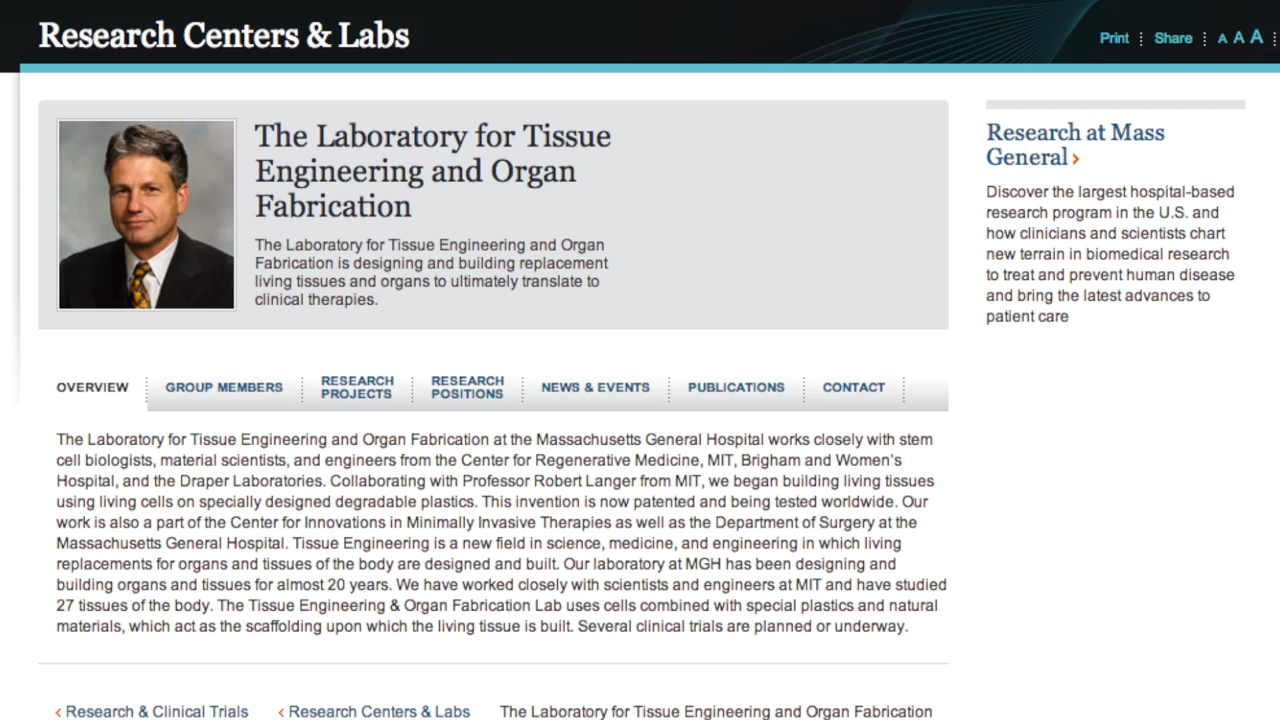 Research Centers & Labs
Print
Share
A A A
The Laboratory for Tissue
Engineering and Organ
Fabrication
The Laboratory for Tissue Engineering and Organ
Fabrication is designing and building replacement
living tissues and organs to ultimately translate to
clinical therapies.
Research at Mass
General ›
Discover the largest hospital-based
research program in the U.S. and
how clinicians and scientists chart
new terrain in biomedical research
to treat and prevent human disease
and bring the latest advances to
patient care
OVERVIEW
GROUP MEMBERS
RESEARCH
PROJECTS
RESEARCH
POSITIONS
NEWS & EVENTS
PUBLICATIONS
CONTACT
The Laboratory for Tissue Engineering and Organ Fabrication at the Massachusetts General Hospital works closely with stem
cell biologists, material scientists, and engineers from the Center for Regenerative Medicine, MIT, Brigham and Women's
Hospital, and the Draper Laboratories. Collaborating with Professor Robert Langer from MIT, we began building living tissues
using living cells on specially designed degradable plastics. This invention is now patented and being tested worldwide. Our
work is also a part of the Center for Innovations in Minimally Invasive Therapies as well as the Department of Surgery at the
Massachusetts General Hospital. Tissue Engineering is a new field in science, medicine, and engineering in which living
replacements for organs and tissues of the body are designed and built. Our laboratory at MGH has been designing and
building organs and tissues for almost 20 years. We have worked closely with scientists and engineers at MIT and have studied
27 tissues of the body. The Tissue Engineering & Organ Fabrication Lab uses cells combined with special plastics and natural
materials, which act as the scaffolding upon which the living tissue is built. Several clinical trials are planned or underway.
‹ Research & Clinical Trials ‹ Research Centers & Labs The Laboratory for Tissue Engineering and Organ Fabrication